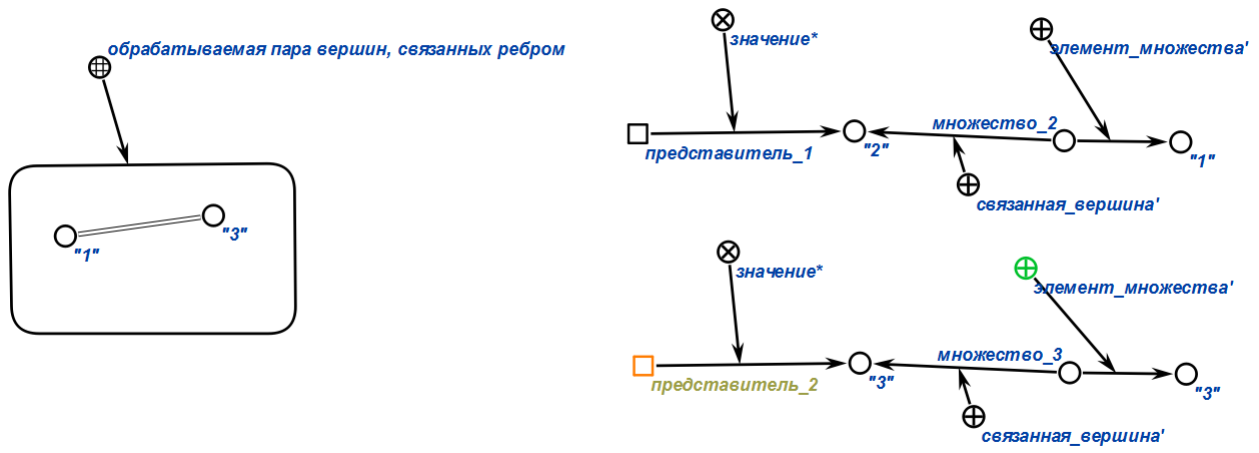 обрабатываемая пара вершин, связанных ребром
"1"
"3"
значение*
элемент_множества'
представитель_1
"2"
множество_2
"1"
связанная_вершина'
значение*
элемент_множества'
представитель_2
"3"
множество_3
"3"
связанная_вершина'